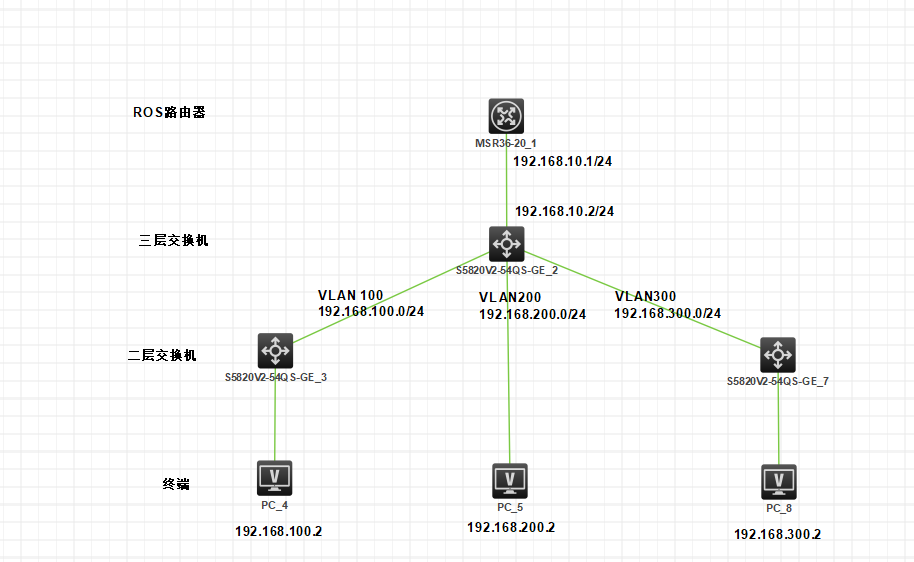 ROS路由器
MSR36-20_1
192.168.10.1/24
192.168.10.2/24
三层交换机
S5820V2-54QS-GE_2
VLAN 100
192.168.100.0/24
VLAN200
192.168.200.0/24
VLAN300
192.168.300.0/24
二层交换机
S5820V2-54QS-GE_3
S5820V2-54QS-GE_7
终端
V
PC_4
192.168.100.2
V
PC_5
192.168.200.2
V
PC_8
192.168.300.2